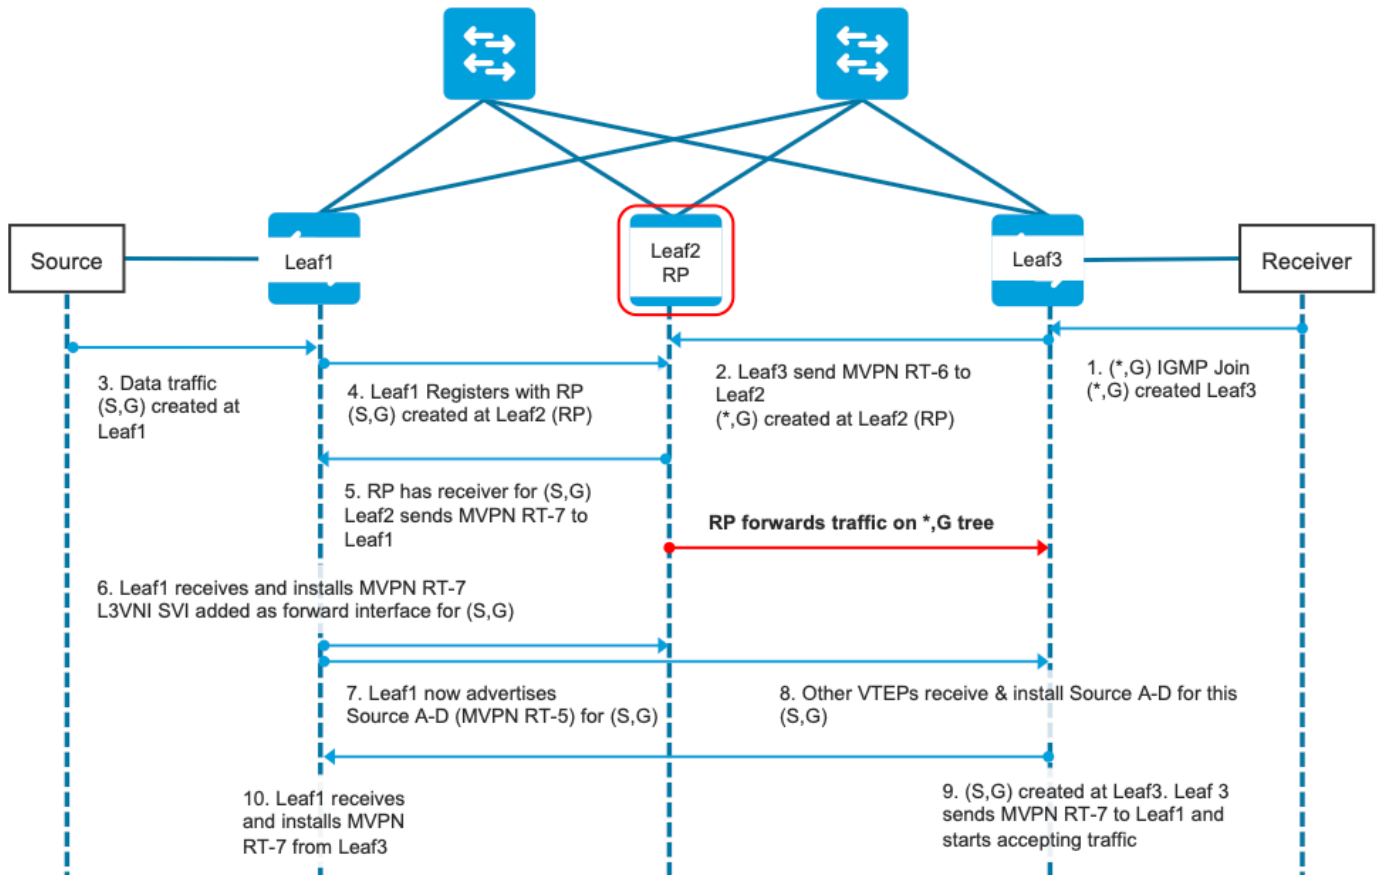 Source
Leaf1
Leaf2
RP
Leaf3
Receiver
1. (*,G) IGMP Join
(*,G) created Leaf3
2. Leaf3 send MVPN RT-6 to
Leaf2
(*,G) created at Leaf2 (RP)
3. Data traffic
(S,G) created at
Leaf1
4. Leaf1 Registers with RP
(S,G) created at Leaf2 (RP)
5. RP has receiver for (S,G)
Leaf2 sends MVPN RT-7 to
Leaf1
RP forwards traffic on *,G tree
6. Leaf1 receives and installs MVPN RT-7
L3VNI SVI added as forward interface for (S,G)
7. Leaf1 now advertises
Source A-D (MVPN RT-5) for (S,G)
8. Other VTEPs receive & install Source A-D for this
(S,G)
9. (S,G) created at Leaf3. Leaf 3
sends MVPN RT-7 to Leaf1 and
starts accepting traffic
10. Leaf1 receives
and installs MVPN
RT-7 from Leaf3